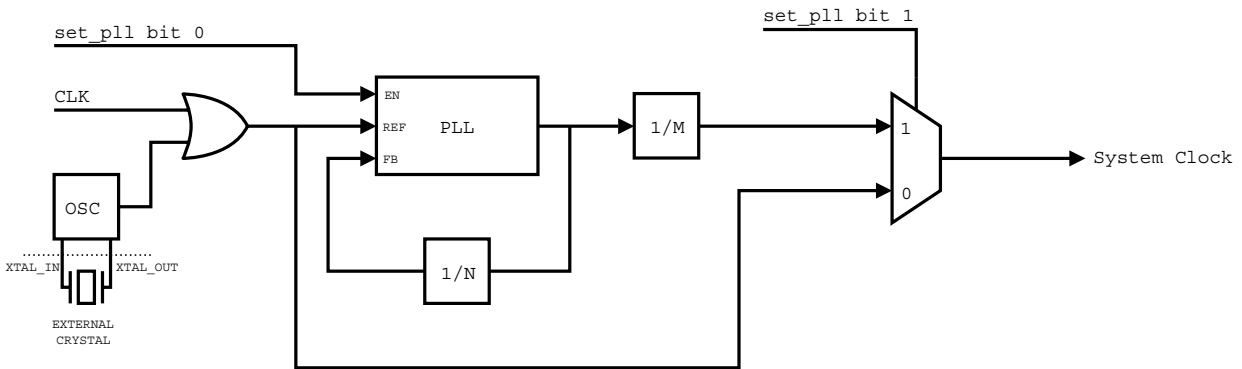 set_pll bit 0
set_pll bit 1
CLK
EN
REF
PLL
FB
1/M
1
0
System Clock
OSC
XTAL_IN
XTAL_OUT
1/N
EXTERNAL
CRYSTAL